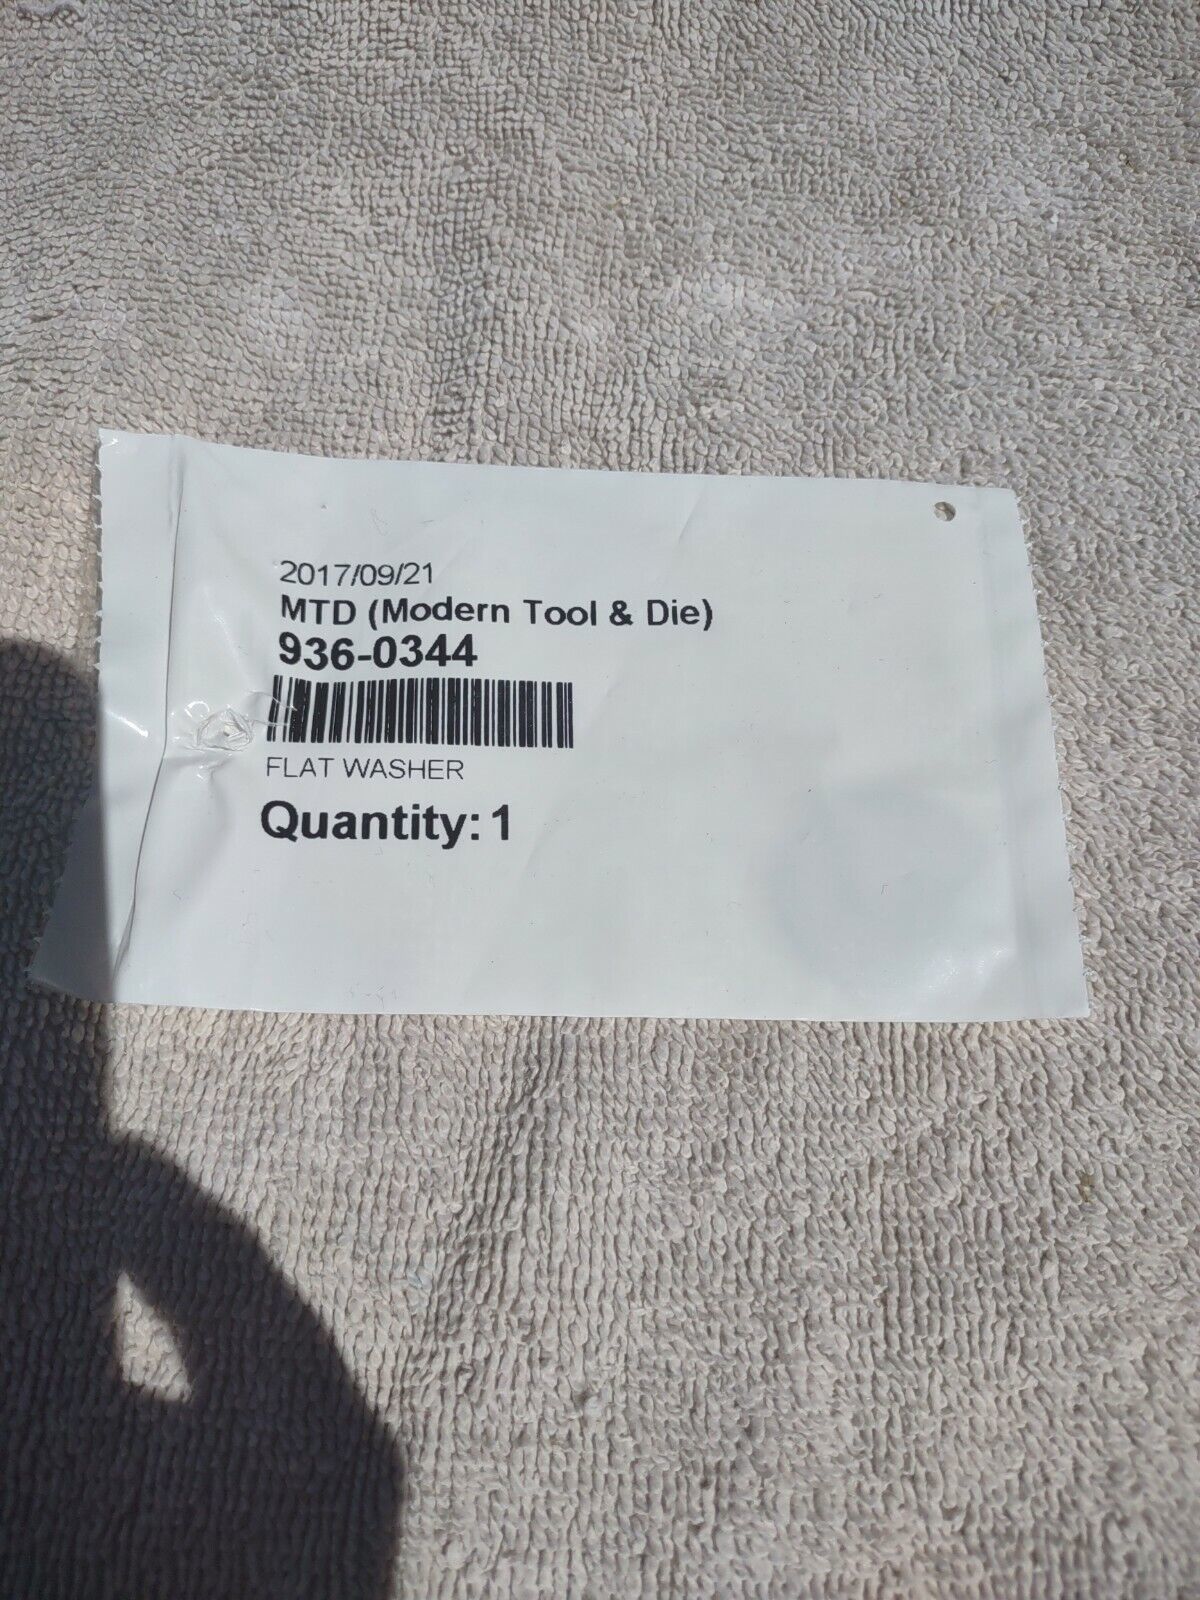 2017/09/21
MTD (Modern Tool & Die)
936-0344
FLAT WASHER
Quantity: 1